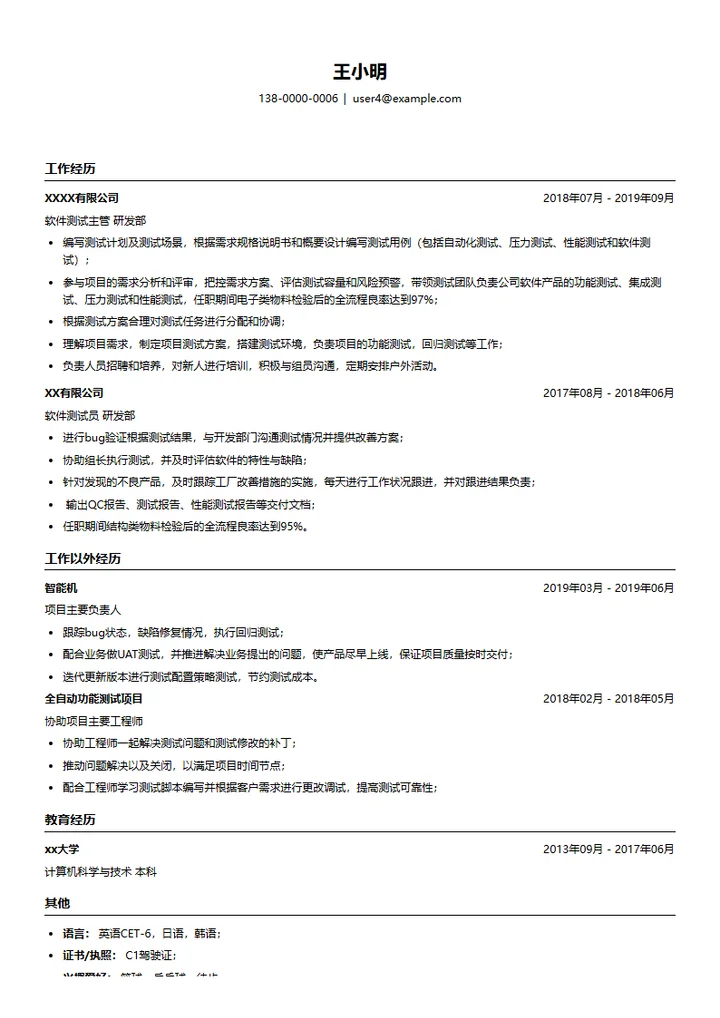 王小明
138-0000-0006 | user4@example.com
工作经历
XXXX有限公司 2018年07月 - 2019年09月
软件测试主管 研发部
• 编写测试计划及测试场景，根据需求规格说明书和概要设计编写测试用例（包括自动化测试、压力测试、性能测试和软件测
试）；
• 参与项目的需求分析和评审，把控需求方案、评估测试容量和风险预警，带领测试团队负责公司软件产品的功能测试、集成测
试、压力测试和性能测试，任职期间电子类物料检验后的全流程良率达到97%；
• 根据测试方案合理对测试任务进行分配和协调；
• 理解项目需求，制定项目测试方案，搭建测试环境，负责项目的功能测试，回归测试等工作；
• 负责人员招聘和培养，对新人进行培训，积极与组员沟通，定期安排户外活动。
XX有限公司 2017年08月 - 2018年06月
软件测试员 研发部
• 进行bug验证根据测试结果，与开发部门沟通测试情况并提供改善方案；
• 协助组长执行测试，并及时评估软件的特性与缺陷；
• 针对发现的不良产品，及时跟踪工厂改善措施的实施，每天进行工作状况跟进，并对跟进结果负责；
• 输出QC报告、测试报告、性能测试报告等交付文档；
• 任职期间结构类物料检验后的全流程良率达到95%。
工作以外经历
智能机 2019年03月 - 2019年06月
项目主要负责人
• 跟踪bug状态，缺陷修复情况，执行回归测试；
• 配合业务做UAT测试，并推进解决业务提出的问题，使产品尽早上线，保证项目质量按时交付；
• 迭代更新版本进行测试配置策略测试，节约测试成本。
全自动功能测试项目 2018年02月 - 2018年05月
协助项目主要工程师
• 协助工程师一起解决测试问题和测试修改的补丁；
• 推动问题解决以及关闭，以满足项目时间节点；
• 配合工程师学习测试脚本编写并根据客户需求进行更改调试，提高测试可靠性；
教育经历
xx大学 2013年09月 - 2017年06月
计算机科学与技术 本科
其他
• 语言： 英语CET-6，日语，韩语；
• 证书/执照： C1驾驶证；